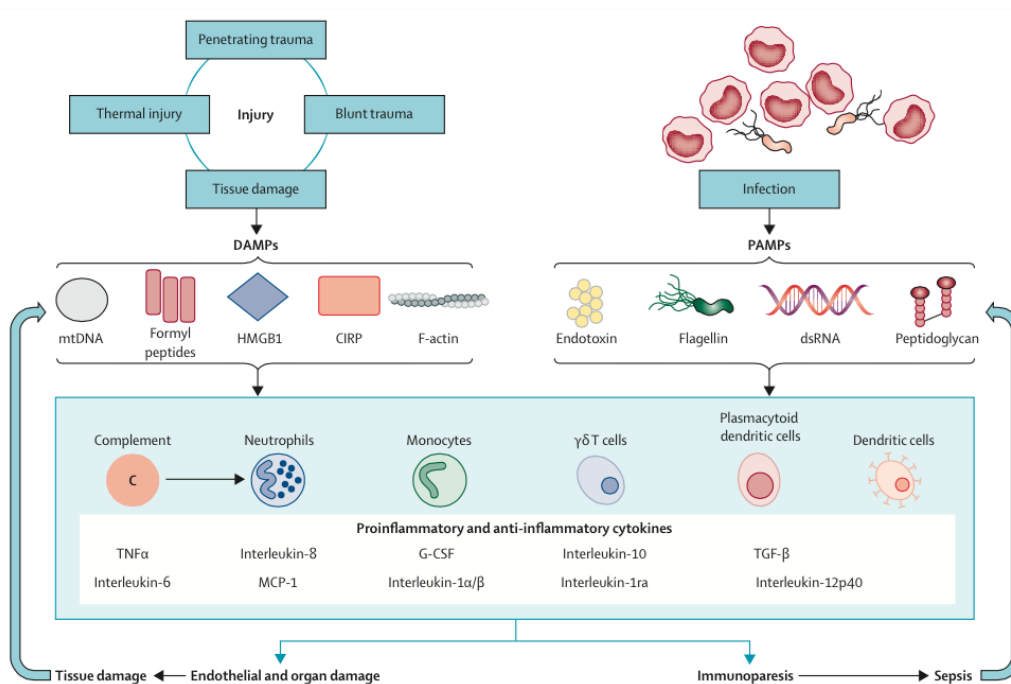 Penetrating trauma
Thermal injury
Injury
Blunt trauma
Tissue damage
Infection
DAMPs
PAMPs
mtDNA
Formyl
peptides
HMGB1
CIRP
F-actin
Endotoxin
Flagellin
dsRNA
Peptidoglycan
Complement
Neutrophils
Monocytes
γδ T cells
Plasmacytoid
dendritic cells
Dendritic cells
C
Proinflammatory and anti-inflammatory cytokines
TNFα
Interleukin-8
G-CSF
Interleukin-10
TGF-β
Interleukin-6
MCP-1
Interleukin-1α/β
Interleukin-1ra
Interleukin-12p40
Tissue damage
Endothelial and organ damage
Immunoparesis
Sepsis